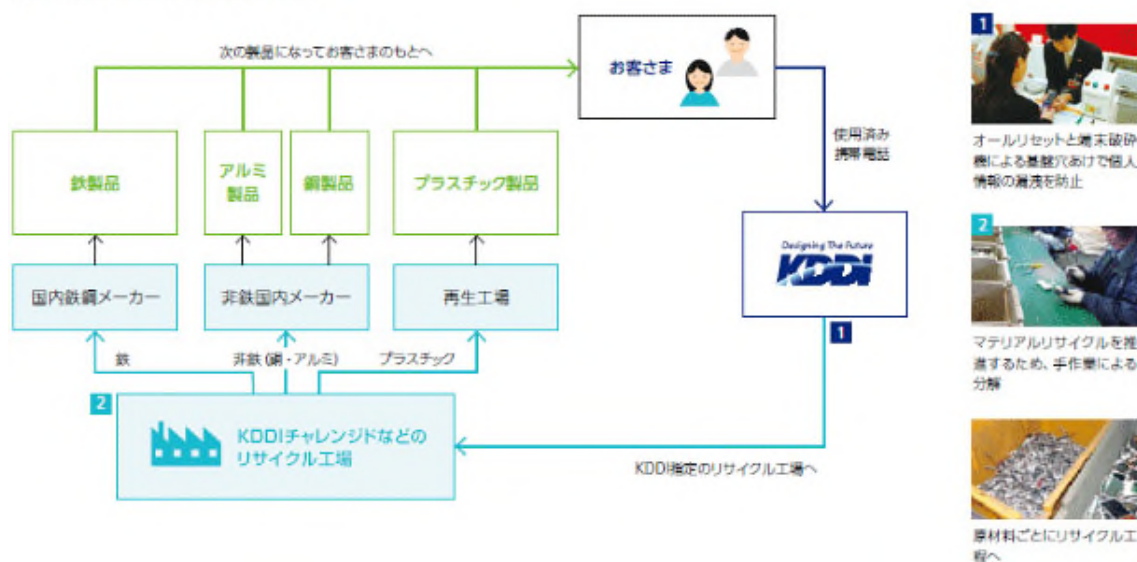 次の製品になってお客さまのもとへ
お客さま
使用済み
携帯電話
鉄製品
アルミ
製品
銅製品
プラスチック製品
Designing The Future
KDDI
国内鉄鋼メーカー
非鉄国内メーカー
再生工場
1
鉄
非鉄（銅・アルミ）
プラスチック
2
KDDIチャレンジドなどの
リサイクル工場
KDDI指定のリサイクル工場へ
1
オールリセットと端末破砕
機による基盤穴あけで個人
情報の漏洩を防止
2
マテリアルリサイクルを推
進するため、手作業による
分解
原材料ごとにリサイクル工
程へ